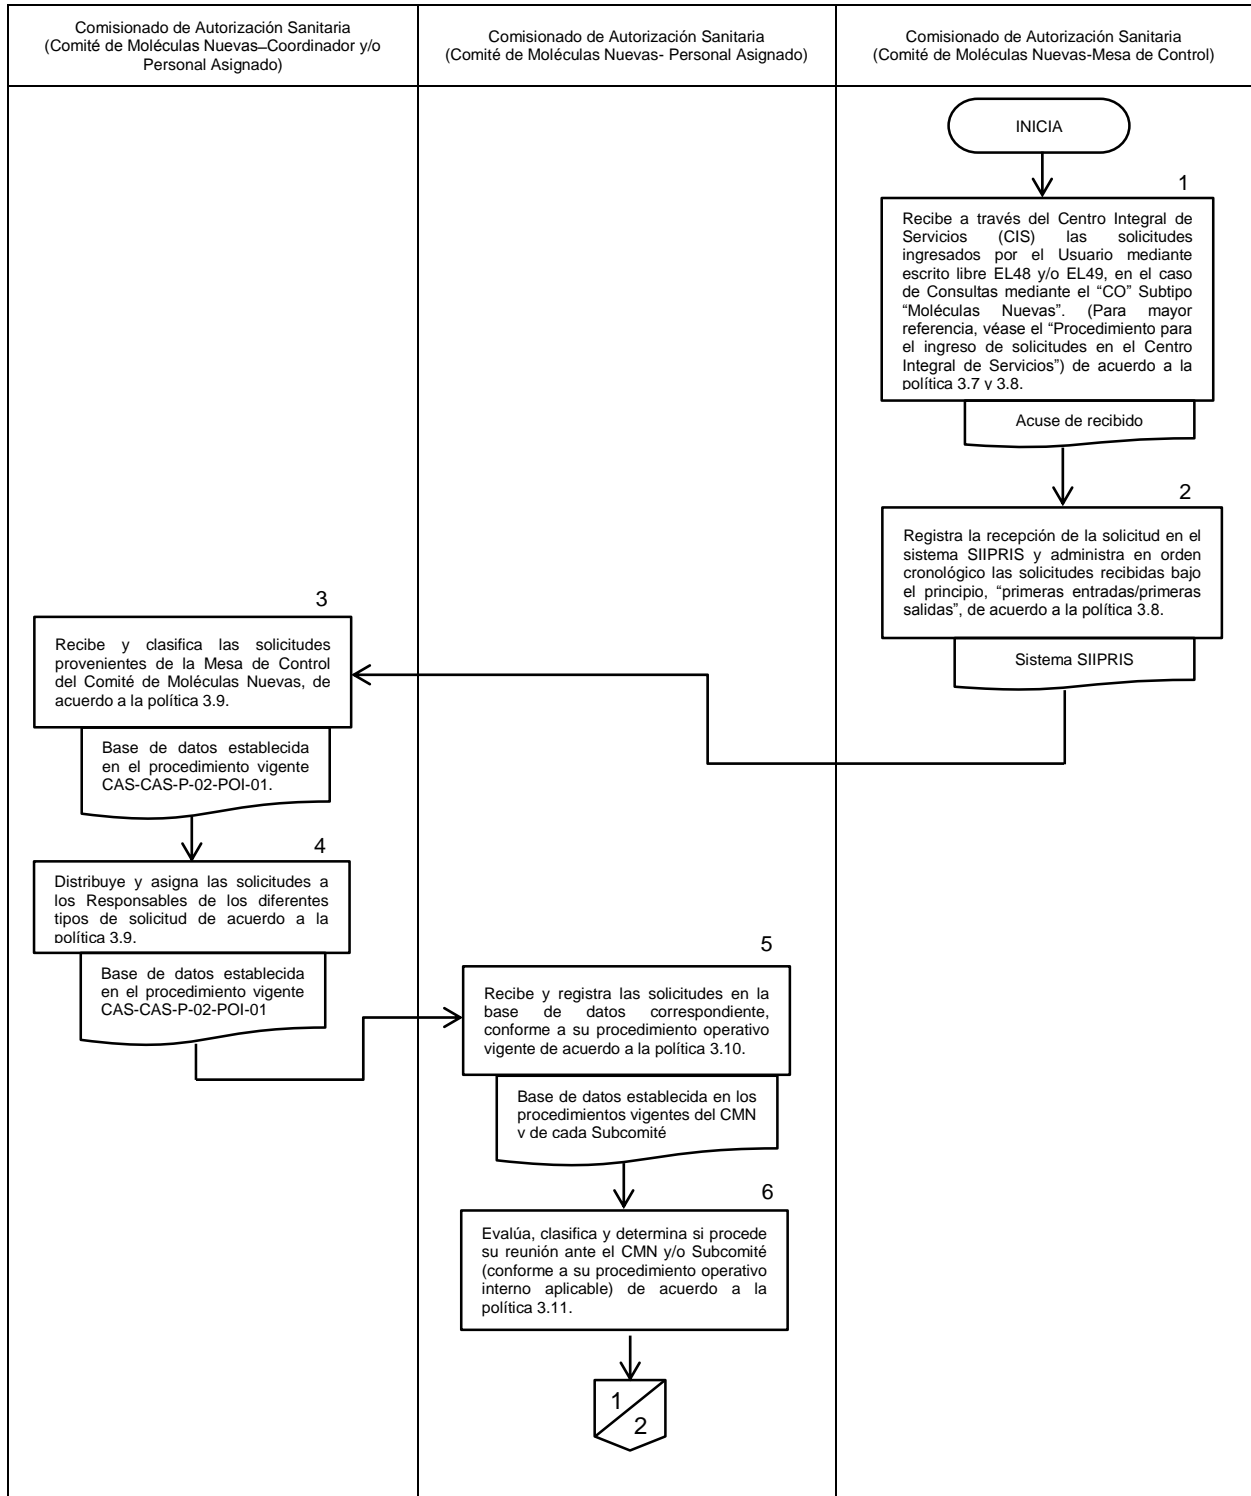 Comisionado de Autorización Sanitaria
(Comité de Moléculas Nuevas–Coordinador y/o
Personal Asignado)
Comisionado de Autorización Sanitaria
(Comité de Moléculas Nuevas- Personal Asignado)
Comisionado de Autorización Sanitaria
(Comité de Moléculas Nuevas-Mesa de Control)
INICIA
1
Recibe a través del Centro Integral de
Servicios (CIS) las solicitudes
ingresados por el Usuario mediante
escrito libre EL48 y/o EL49, en el caso
de Consultas mediante el “CO” Subtipo
“Moléculas Nuevas”. (Para mayor
referencia, véase el “Procedimiento para
el ingreso de solicitudes en el Centro
Integral de Servicios”) de acuerdo a la
política 3.7 y 3.8.
Acuse de recibido
2
Registra la recepción de la solicitud en el
sistema SIIPRIS y administra en orden
cronológico las solicitudes recibidas bajo
el principio, “primeras entradas/primeras
salidas”, de acuerdo a la política 3.8.
Sistema SIIPRIS
3
Recibe y clasifica las solicitudes
provenientes de la Mesa de Control
del Comité de Moléculas Nuevas, de
acuerdo a la política 3.9.
Base de datos establecida
en el procedimiento vigente
CAS-CAS-P-02-POI-01.
4
Distribuye y asigna las solicitudes a
los Responsables de los diferentes
tipos de solicitud de acuerdo a la
política 3.9.
Base de datos establecida
en el procedimiento vigente
CAS-CAS-P-02-POI-01
5
Recibe y registra las solicitudes en la
base de datos correspondiente,
conforme a su procedimiento operativo
vigente de acuerdo a la política 3.10.
Base de datos establecida en los
procedimientos vigentes del CMN
y de cada Subcomité
6
Evalúa, clasifica y determina si procede
su reunión ante el CMN y/o Subcomité
(conforme a su procedimiento operativo
interno aplicable) de acuerdo a la
política 3.11.
1
2